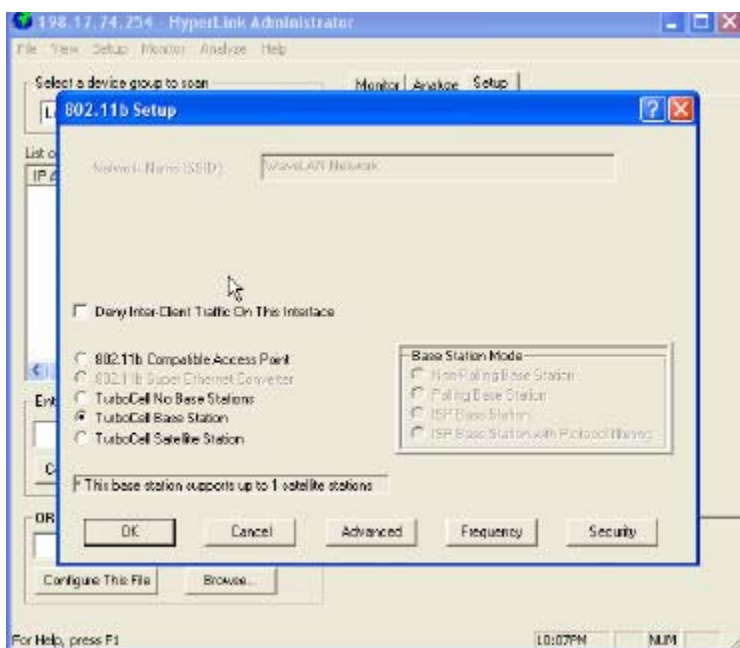 198.17.74.254 - HyperLink Administrator
File View Setup Monitor Analyze Help
Select a device group to scan
Monitor Analyze Setup
802.11b Setup
List o
IP A
Network Name (SSID):
WaveLAN Network
Deny Inter-Client Traffic On This Interface
802.11b Compatible Access Point
802.11b Super Ethernet Converter
TurboCell No Base Stations
TurboCell Base Station
TurboCell Satellite Station
Base Station Mode
Non-Polling Base Station
Polling Base Station
ISP Base Station
ISP Base Station with Protocol filtering
Ent
This base station supports up to 1 satellite stations
OK Cancel Advanced Frequency Security
OR
Configure This File Browse...
For Help, press F1
10:07PM NUM